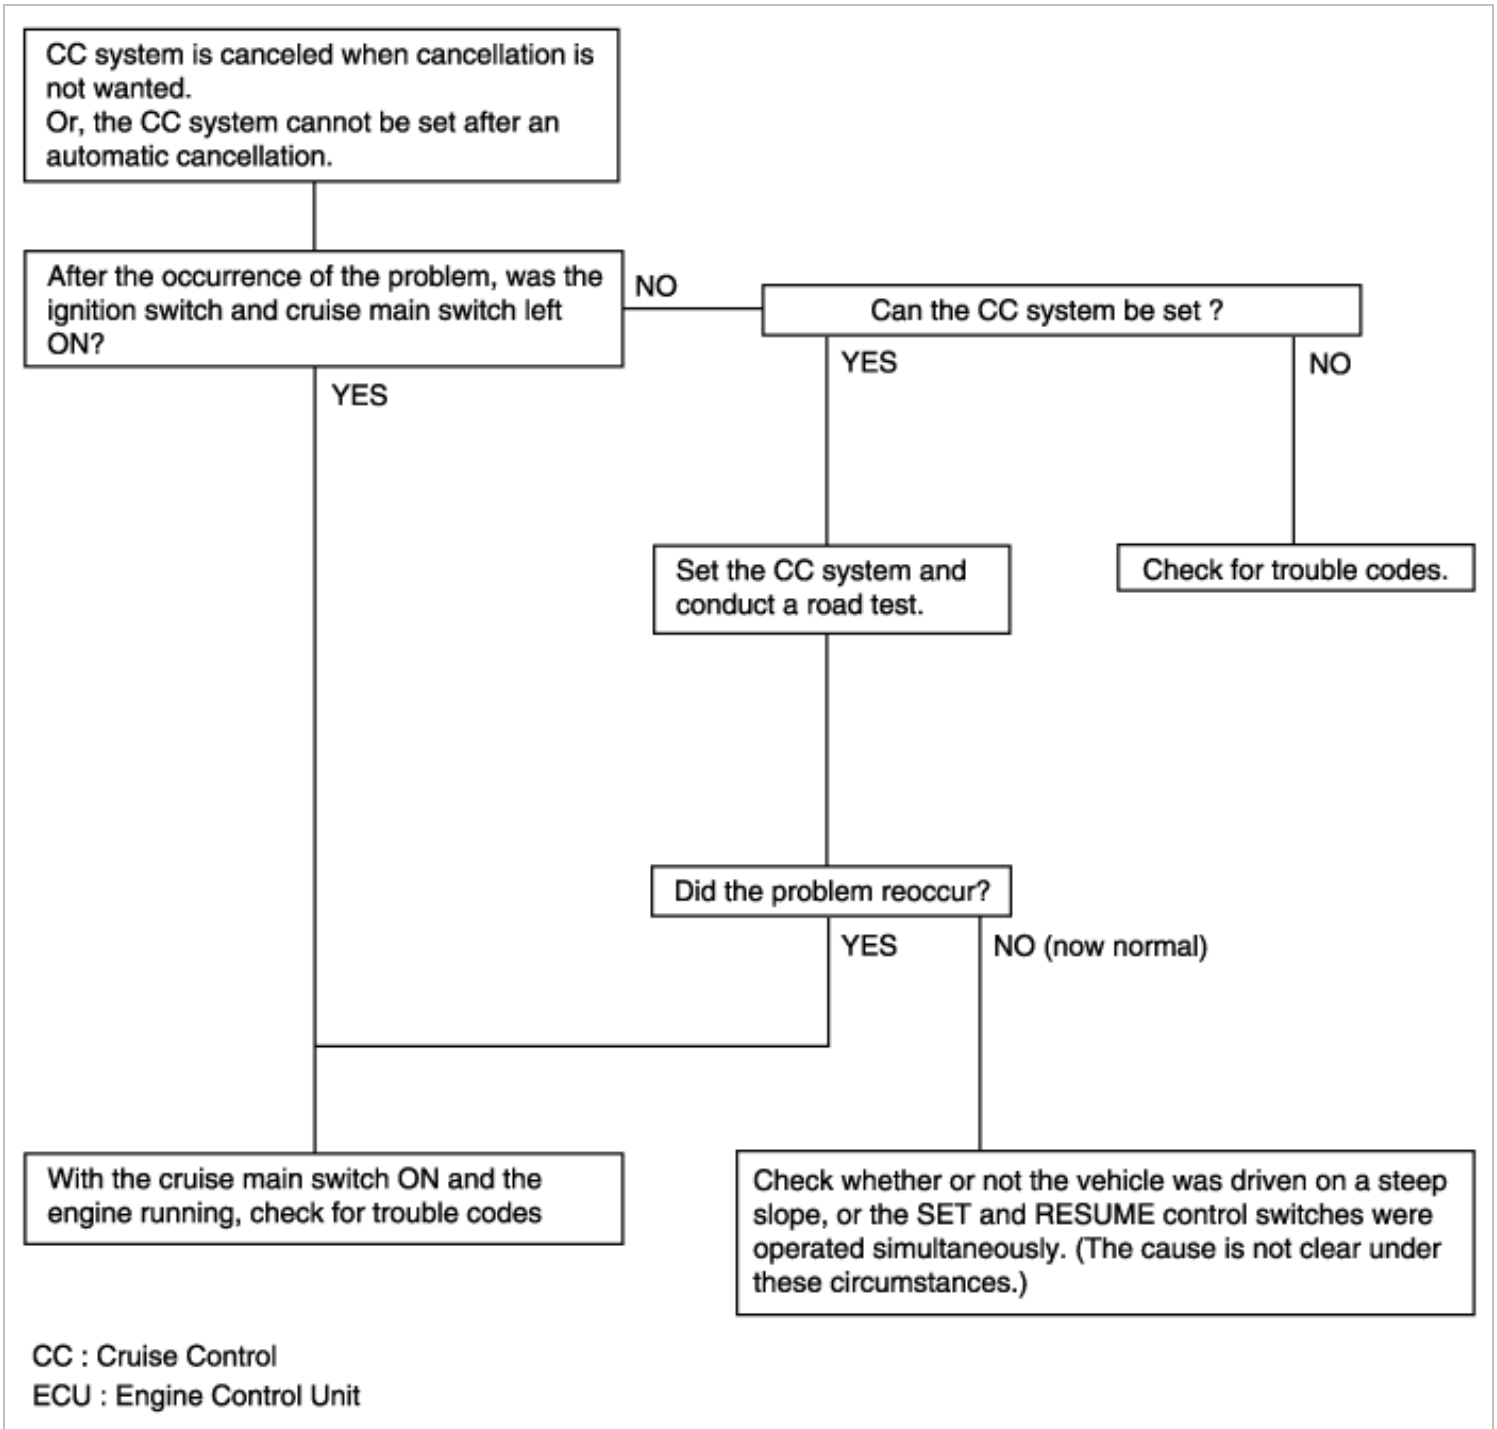 CC system is canceled when cancellation is
not wanted.
Or, the CC system cannot be set after an
automatic cancellation.
After the occurrence of the problem, was the
ignition switch and cruise main switch left
ON?
NO
Can the CC system be set ?
YES
NO
YES
Set the CC system and
conduct a road test.
Check for trouble codes.
Did the problem reoccur?
YES
NO (now normal)
With the cruise main switch ON and the
engine running, check for trouble codes
Check whether or not the vehicle was driven on a steep
slope, or the SET and RESUME control switches were
operated simultaneously. (The cause is not clear under
these circumstances.)
CC : Cruise Control
ECU : Engine Control Unit